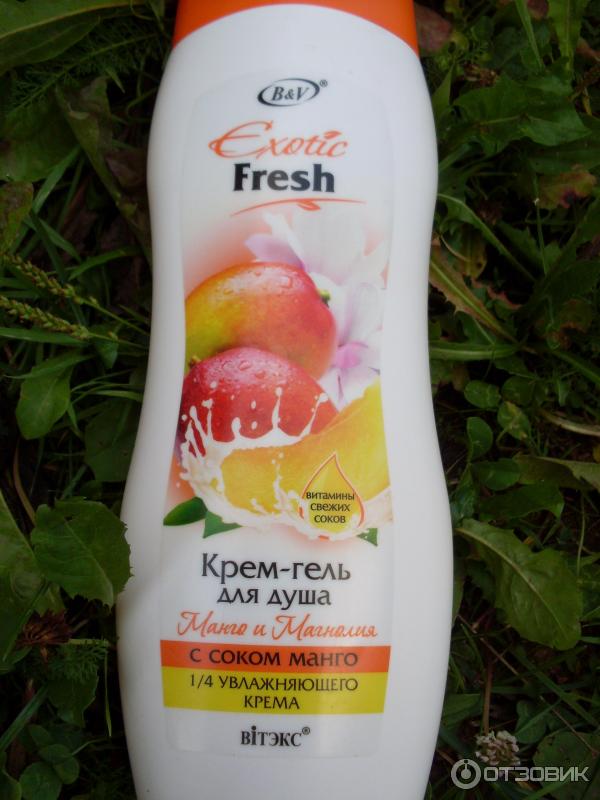 B&V®
Exotic
Fresh
витамины
свежих
соков
Крем-гель
для душа
Манго и Магнолия
с соком манго
1/4 увлажняющего
крема
вiтэкс®
ОТЗОВИК